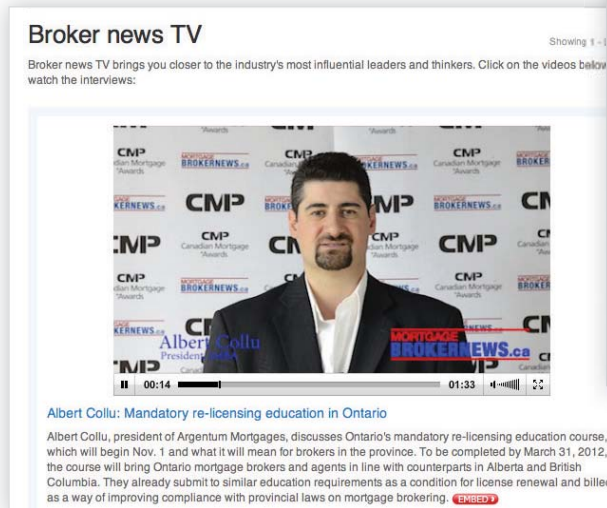 Broker news TV
Showing 1 -
Broker news TV brings you closer to the industry's most influential leaders and thinkers. Click on the videos below
watch the interviews:
CMP
Canadian Mortgage
Awards
MORTGAGE
BROKERNEWS.ca
Albert Collu
President
MORTGAGE
BROKERNEWS.ca
00:14
01:33
Albert Collu: Mandatory re-licensing education in Ontario
Albert Collu, president of Argentum Mortgages, discusses Ontario's mandatory re-licensing education course,
which will begin Nov. 1 and what it will mean for brokers in the province. To be completed by March 31, 2012,
the course will bring Ontario mortgage brokers and agents in line with counterparts in Alberta and British
Columbia. They already submit to similar education requirements as a condition for license renewal and bille
as a way of improving compliance with provincial laws on mortgage brokering. EMBED